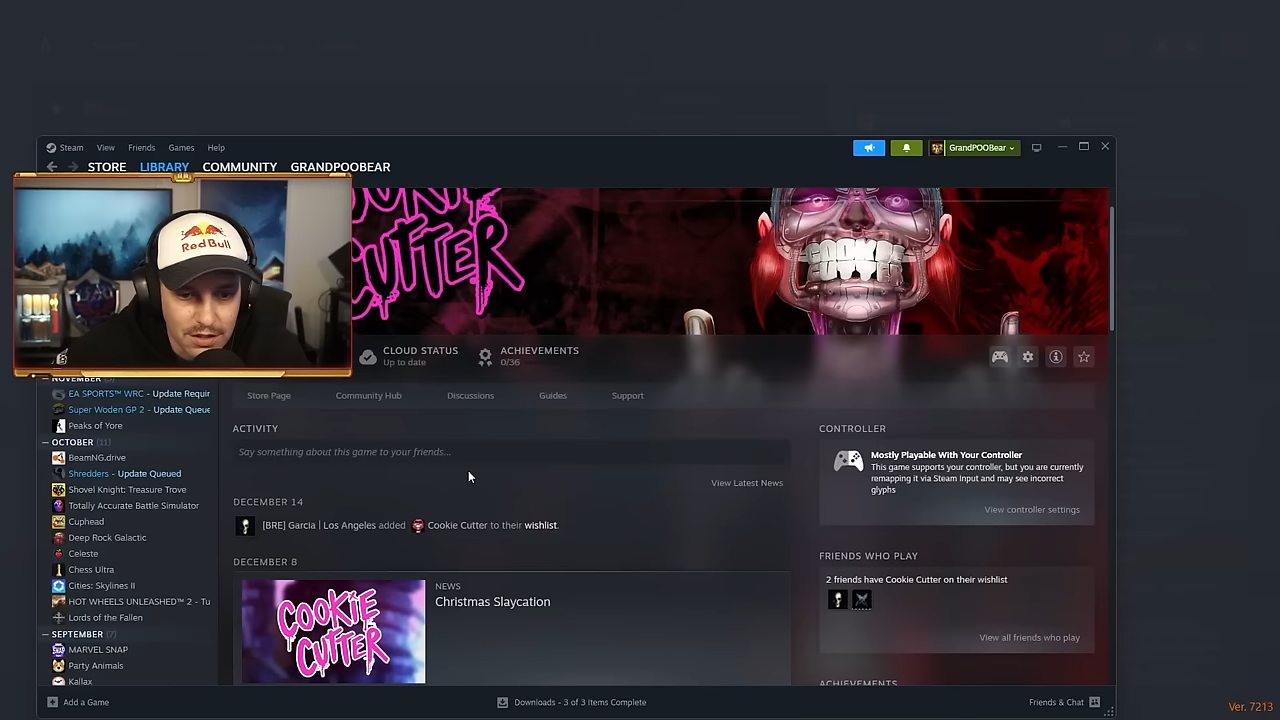 Steam View Friends Games Help
GrandPOOBear
STORE LIBRARY COMMUNITY GRANDPOOBEAR
COOKIE
CUTTER
COOKIE
CUTTER
Red Bull
CLOUD STATUS
Up to date
ACHIEVEMENTS
0/36
Store Page Community Hub Discussions Guides Support
NOVEMBER
EA SPORTS™ WRC - Update Requir
Super Woden GP 2 - Update Queue
Peaks of Yore
OCTOBER (11)
BeamNG.drive
Shredders - Update Queued
Shovel Knight: Treasure Trove
Totally Accurate Battle Simulator
Cuphead
Deep Rock Galactic
Celeste
Chess Ultra
Cities: Skylines II
HOT WHEELS UNLEASHED™ 2 - Tu
Lords of the Fallen
SEPTEMBER (7)
MARVEL SNAP
Party Animals
Kallax
ACTIVITY
Say something about this game to your friends...
View Latest News
DECEMBER 14
[BRE] Garcia | Los Angeles added Cookie Cutter to their wishlist.
DECEMBER 8
COOKIE
CUTTER
NEWS
Christmas Slaycation
CONTROLLER
Mostly Playable With Your Controller
This game supports your controller, but you are currently
remapping it via Steam Input and may see incorrect
glyphs
View controller settings
FRIENDS WHO PLAY
2 friends have Cookie Cutter on their wishlist
View all friends who play
ACHIEVEMENTS
Add a Game
Downloads - 3 of 3 Items Complete
Friends & Chat
Ver. 7213